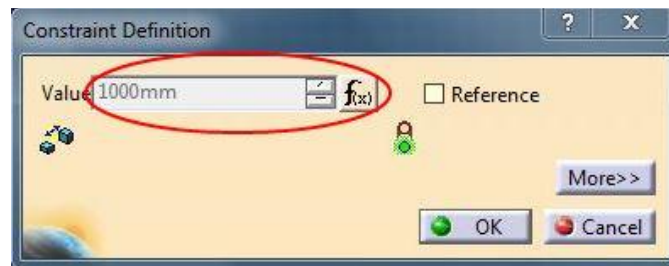 Constraint Definition
? X
Value 1000mm f(x) Reference
More>>
OK Cancel